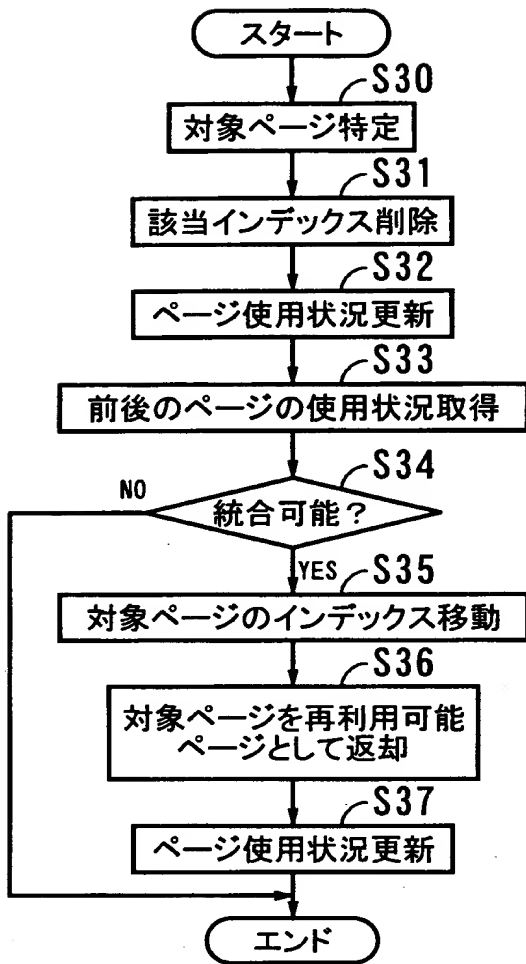 スタート
S30
対象ページ特定
S31
該当インデックス削除
S32
ページ使用状況更新
S33
前後のページの使用状況取得
S34
NO
統合可能?
YES
S35
対象ページのインデックス移動
S36
対象ページを再利用可能
ページとして返却
S37
ページ使用状況更新
エンド